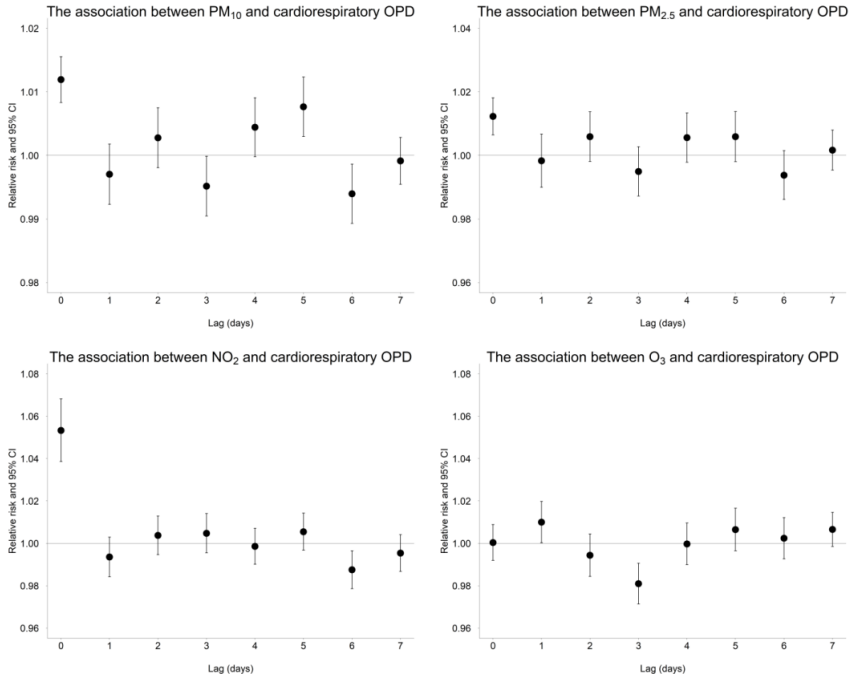 The association between PM₁₀ and cardiorespiratory OPD
Relative risk and 95% CI
1.02
1.01
1.00
0.99
0.98
0 1 2 3 4 5 6 7
Lag (days)
The association between PM₂.₅ and cardiorespiratory OPD
Relative risk and 95% CI
1.04
1.02
1.00
0.98
0.96
0 1 2 3 4 5 6 7
Lag (days)
The association between NO₂ and cardiorespiratory OPD
Relative risk and 95% CI
1.08
1.06
1.04
1.02
1.00
0.98
0.96
0 1 2 3 4 5 6 7
Lag (days)
The association between O₃ and cardiorespiratory OPD
Relative risk and 95% CI
1.08
1.06
1.04
1.02
1.00
0.98
0.96
0 1 2 3 4 5 6 7
Lag (days)